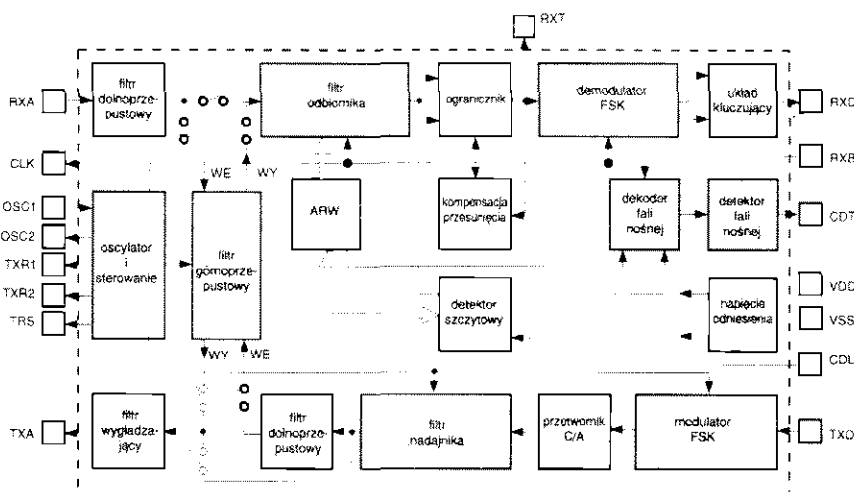 RXT
RXA
filtr
dolnoprze-
pustowy
filtr
odbiornika
ogranicznik
demodulator
FSK
układ
kluczujący
RXD
CLK
RXB
WE
WY
OSC1
OSC2
TXR1
TXR2
TRS
oscylator
i
sterowanie
filtr
górnoprze-
pustowy
ARW
kompensacja
przesunięcia
dekoder
fali
nośnej
detektor
fali
nośnej
CDT
detektor
szczytowy
napięcie
odniesienia
VDD
VSS
CDL
WY
WE
TXA
filtr
wygładza-
jący
filtr
dolnoprze-
pustowy
filtr
nadajnika
przetwornik
C/A
modulator
FSK
TXD